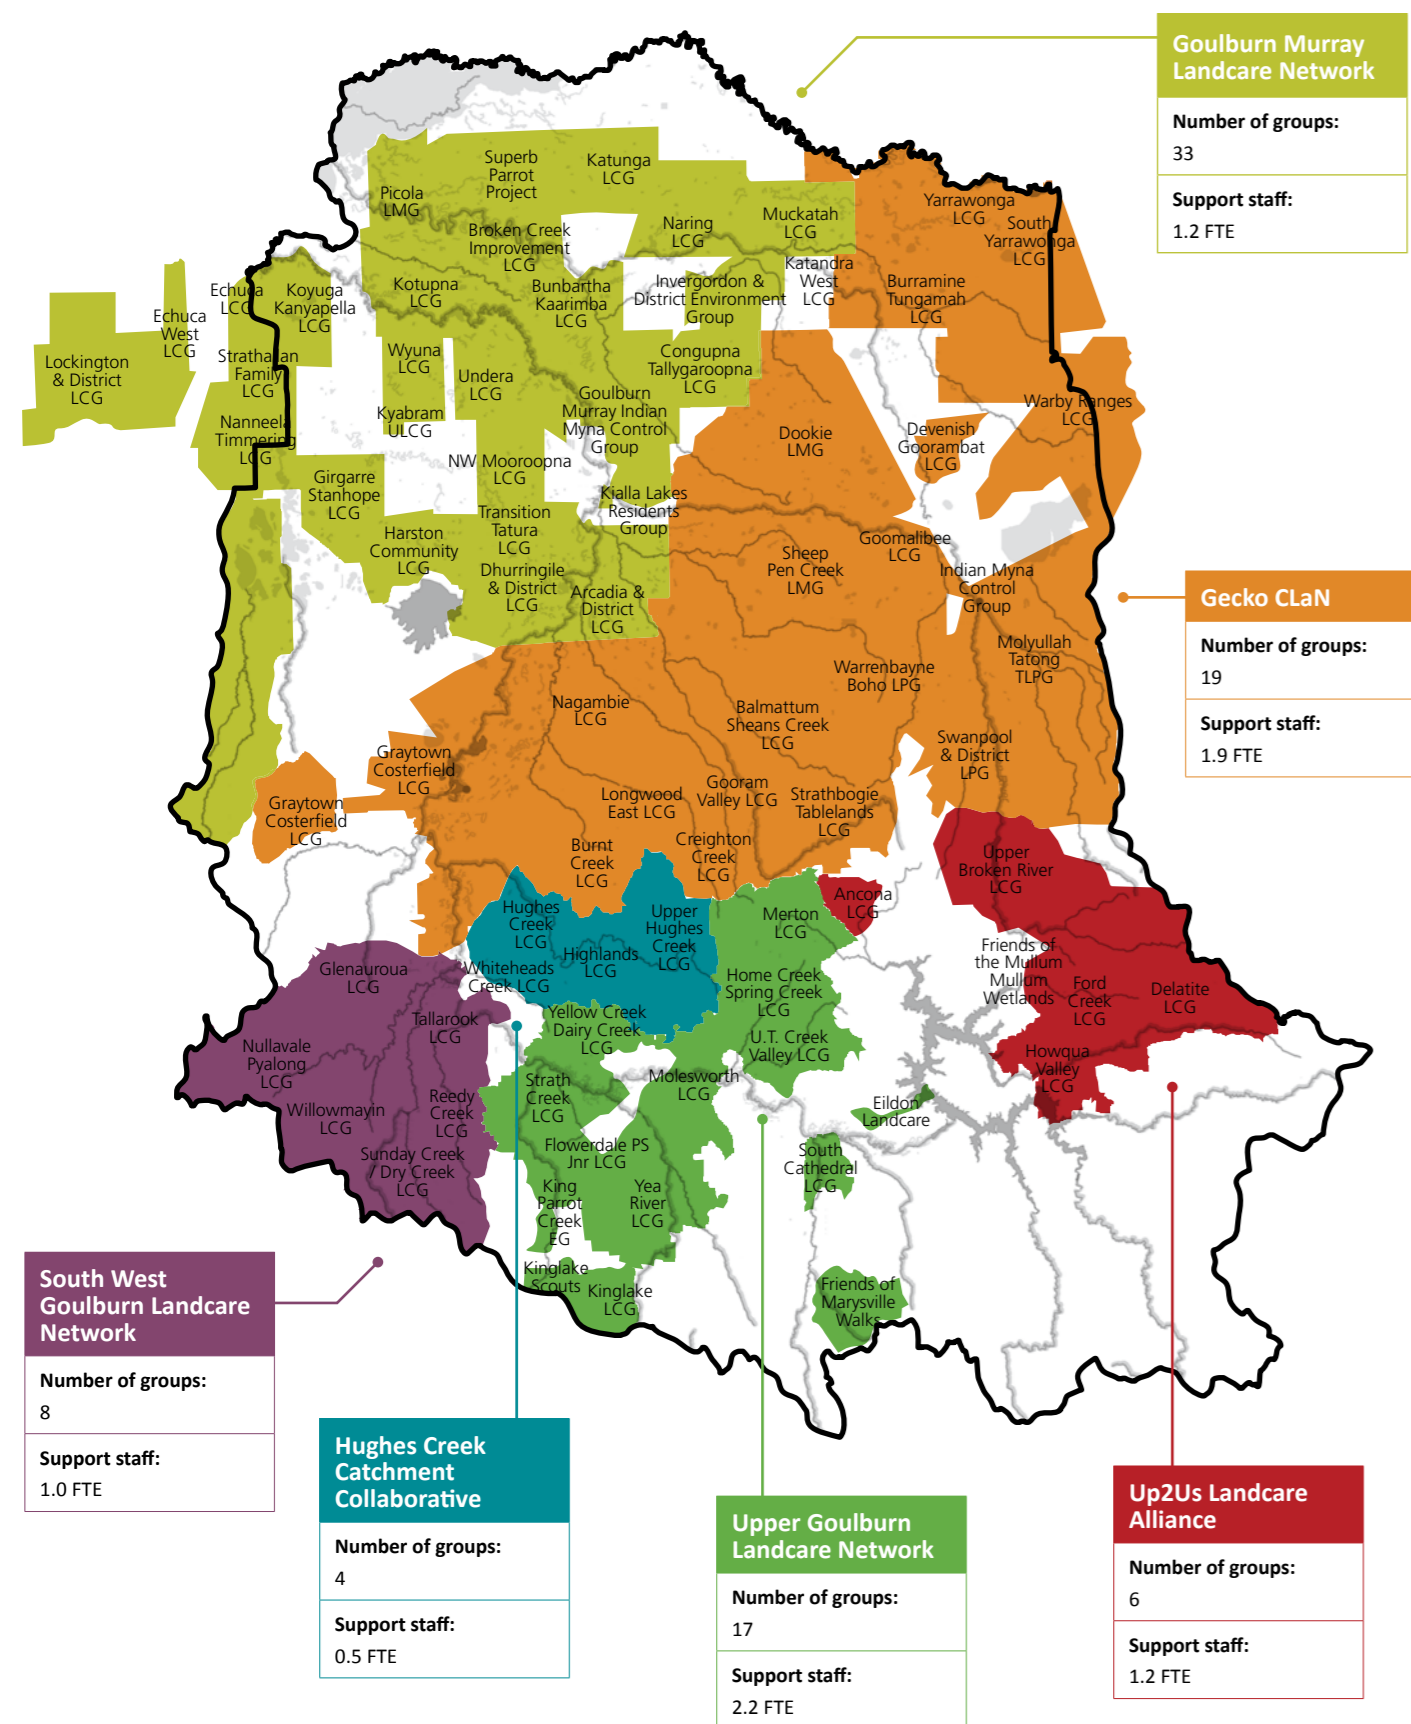 Goulburn Murray
Landcare Network
Number of groups:
33
Support staff:
1.2 FTE
Superb
Parrot
Project
Katunga
LCG
Picola
LMG
Naring
LCG
Muckatah
LCG
Yarrawonga
LCG
South
Yarrawonga
LCG
Broken Creek
Improvement
LCG
Katandra
West
LCG
Echuca
LCG
Koyuga
Kanyapella
LCG
Kotupna
LCG
Bunbartha
Kaarimba
LCG
Invergordon &
District Environment
Group
Burramine
Tungamah
LCG
Echuca
West
LCG
Lockington
& District
LCG
Strathallan
Family
LCG
Wyuna
LCG
Undera
LCG
Congupna
Tallygaroopna
LCG
Goulburn
Murray Indian
Myna Control
Group
Warby Ranges
LCG
Kyabram
ULCG
Nanneela
Timmering
LCG
Dookie
LMG
Devenish
Goorambat
LCG
NW Mooroopna
LCG
Girgarre
Stanhope
LCG
Kialla Lakes
Residents
Group
Transition
Tatura
LCG
Harston
Community
LCG
Goomalibee
LCG
Sheep
Pen Creek
LMG
Indian Myna
Control
Group
Dhurringile
& District
LCG
Arcadia &
District
LCG
Gecko CLaN
Number of groups:
19
Support staff:
1.9 FTE
Molyullah
Tatong
TLPG
Warrenbayne
Boho LPG
Nagambie
LCG
Balmattum
Sheans Creek
LCG
Swanpool
& District
LPG
Graytown
Costerfield
LCG
Graytown
Costerfield
LCG
Longwood
East LCG
Gooram
Valley LCG
Strathbogie
Tablelands
LCG
Burnt
Creek
LCG
Creighton
Creek
LCG
Upper
Broken River
LCG
Ancona
LCG
Hughes
Creek
LCG
Upper
Hughes
Creek
LCG
Merton
LCG
Highlands
LCG
Glenauroua
LCG
Whiteheads
Creek LCG
Friends of
the Mullum
Mullum
Wetlands
Home Creek
Spring Creek
LCG
Ford
Creek
LCG
Delatite
LCG
Tallarook
LCG
Yellow Creek
Dairy Creek
LCG
U.T. Creek
Valley LCG
Nullavale
Pyalong
LCG
Howqua
Valley
LCG
Strath
Creek
LCG
Molesworth
LCG
Reedy
Creek
LCG
Willowmayin
LCG
Eildon
Landcare
Flowerdale PS
Jnr LCG
South
Cathedral
LCG
Sunday Creek
/ Dry Creek
LCG
King
Parrot
Creek
EG
Yea
River
LCG
Kinglake
Scouts
Kinglake
LCG
Friends of
Marysville
Walks
South West
Goulburn Landcare
Network
Number of groups:
8
Support staff:
1.0 FTE
Hughes Creek
Catchment
Collaborative
Number of groups:
4
Support staff:
0.5 FTE
Upper Goulburn
Landcare Network
Number of groups:
17
Support staff:
2.2 FTE
Up2Us Landcare
Alliance
Number of groups:
6
Support staff:
1.2 FTE